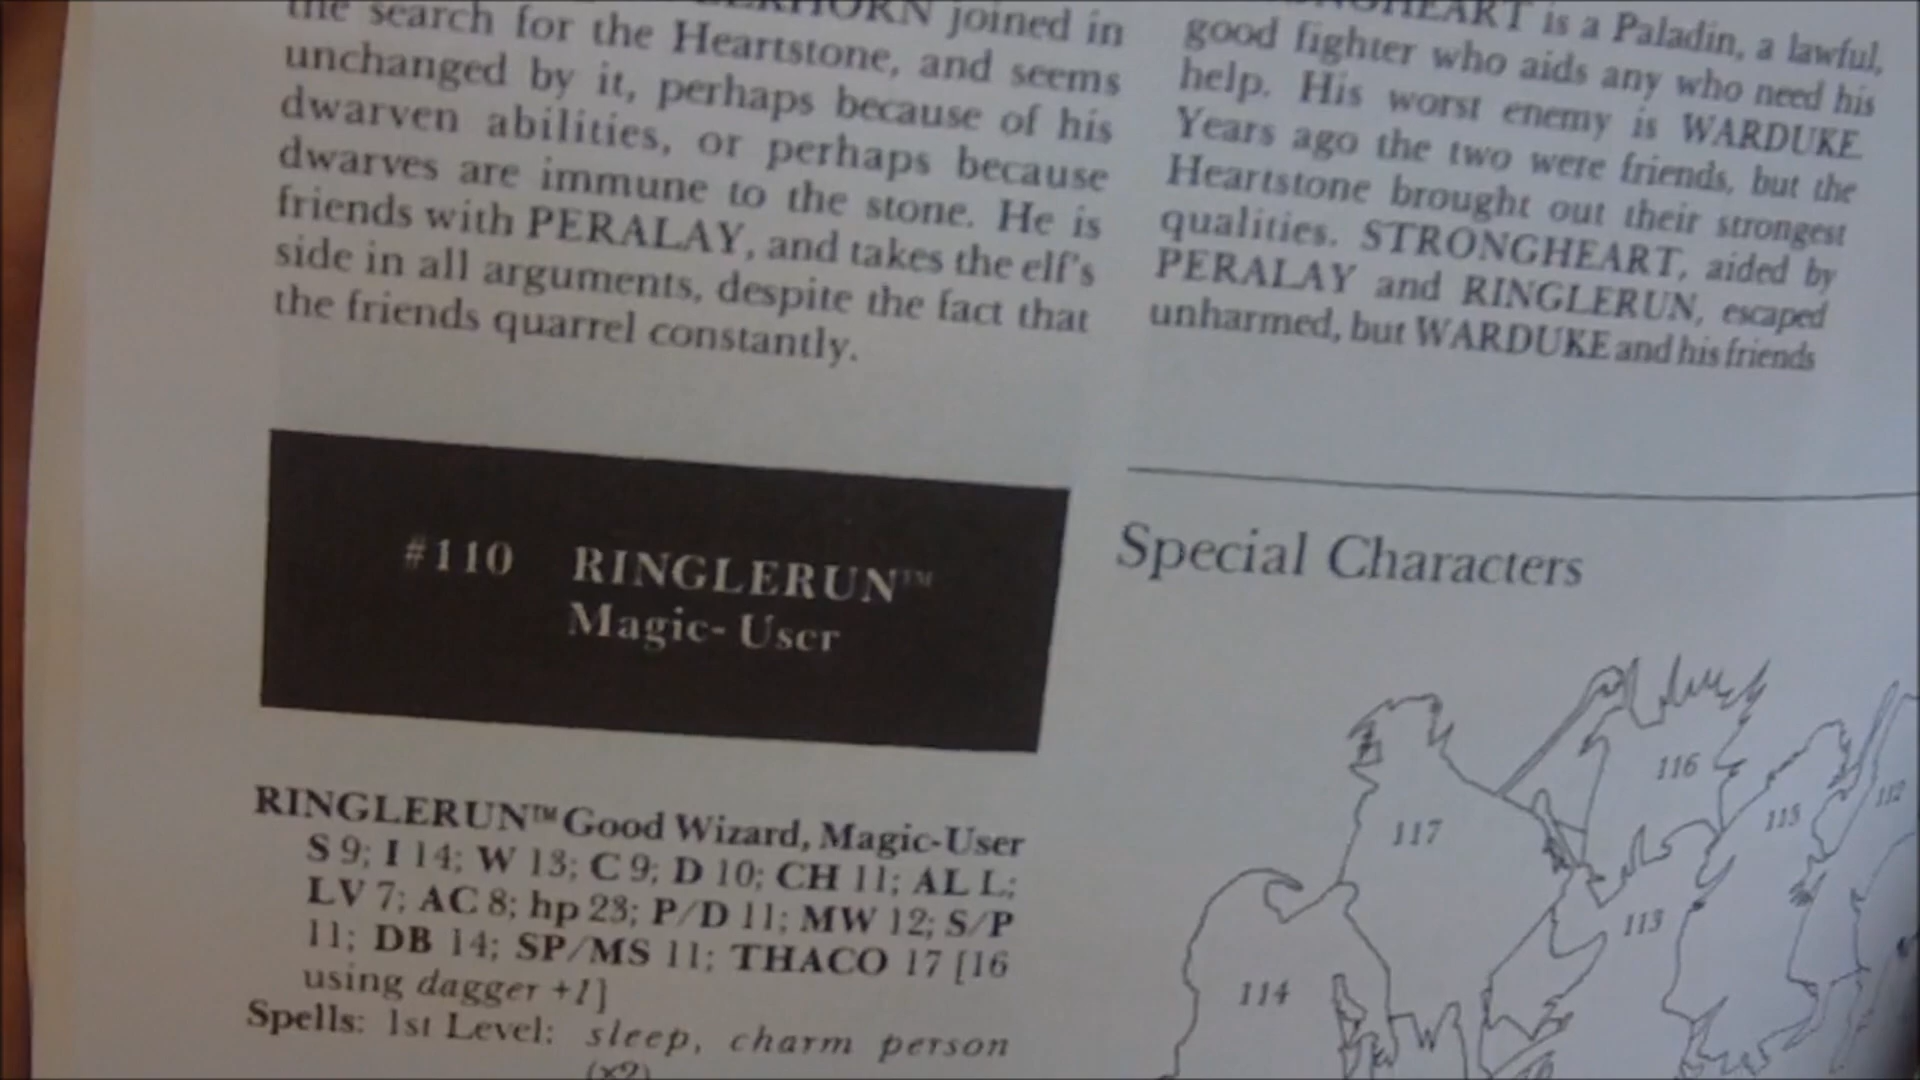 the search for the Heartstone, and seems
unchanged by it, perhaps because of his
dwarven abilities, or perhaps because
dwarves are immune to the stone. He is
friends with PERALAY, and takes the elf's
side in all arguments, despite the fact that
the friends quarrel constantly.
#110 RINGLERUN™
Magic-User
RINGLERUN™ Good Wizard, Magic-User
S 9; I 14; W 13; C 9; D 10; CH 11; AL L;
LV 7; AC 8; hp 23; P/D 11; MW 12; S/P
11; DB 14; SP/MS 11; THACO 17 [16
using dagger +1]
Spells: 1st Level: sleep, charm person
(x2)
is a Paladin, a lawful,
good fighter who aids any who need his
help. His worst enemy is WARDUKE
Years ago the two were friends, but the
Heartstone brought out their strongest
qualities. STRONGHEART, aided by
PERALAY and RINGLERUN, escaped
unharmed, but WARDUKE and his friends
Special Characters
116
117
115
112
113
114